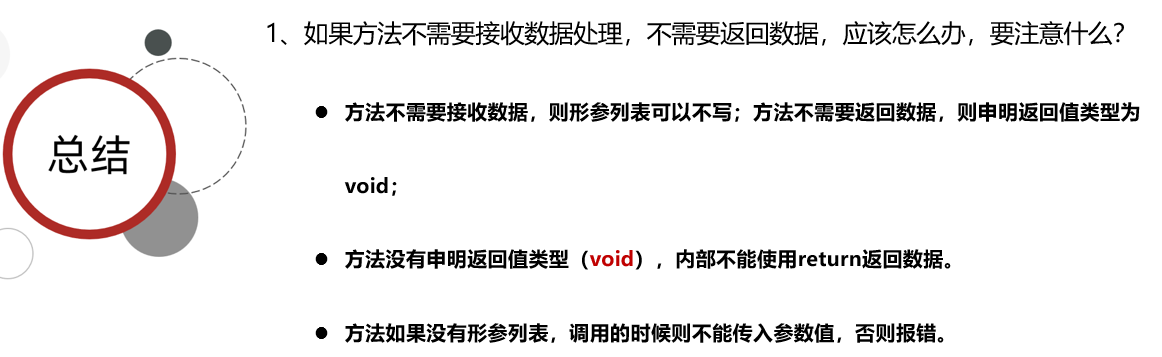 总结
1、如果方法不需要接收数据处理，不需要返回数据，应该怎么办，要注意什么？
● 方法不需要接收数据，则形参列表可以不写；方法不需要返回数据，则申明返回值类型为
void；
● 方法没有申明返回值类型（void），内部不能使用return返回数据。
● 方法如果没有形参列表，调用的时候则不能传入参数值，否则报错。